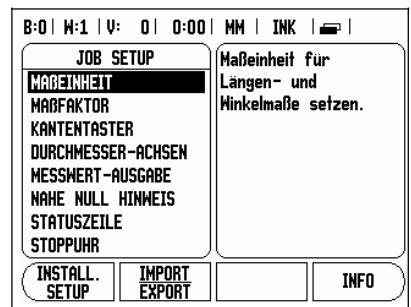 B:0 | W:1 | V: 0 | 0:00 | MM | INK
JOB SETUP
MAßEINHEIT
MAßFAKTOR
KANTENTASTER
DURCHMESSER-ACHSEN
MESSWERT-AUSGABE
NAHE NULL HINWEIS
STATUSZEILE
STOPPUHR
Maßeinheit für
Längen- und
Winkelmaße setzen.
INSTALL.
SETUP
IMPORT
EXPORT
INFO